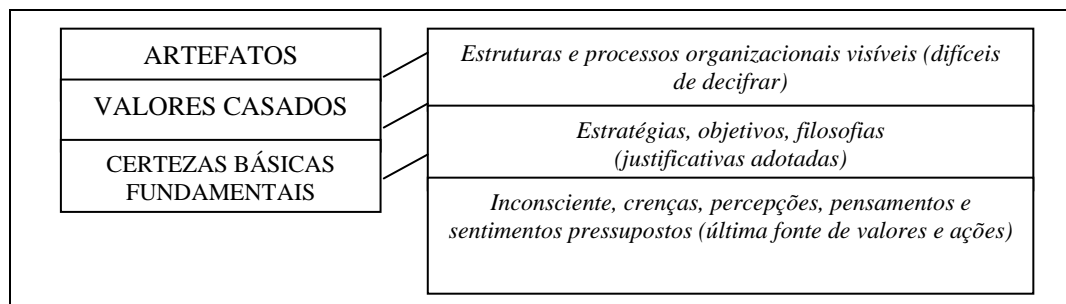 ARTEFATOS
VALORES CASADOS
CERTEZAS BÁSICAS
FUNDAMENTAIS
Estruturas e processos organizacionais visíveis (difíceis
de decifrar)
Estratégias, objetivos, filosofias
(justificativas adotadas)
Inconsciente, crenças, percepções, pensamentos e
sentimentos pressupostos (última fonte de valores e ações)